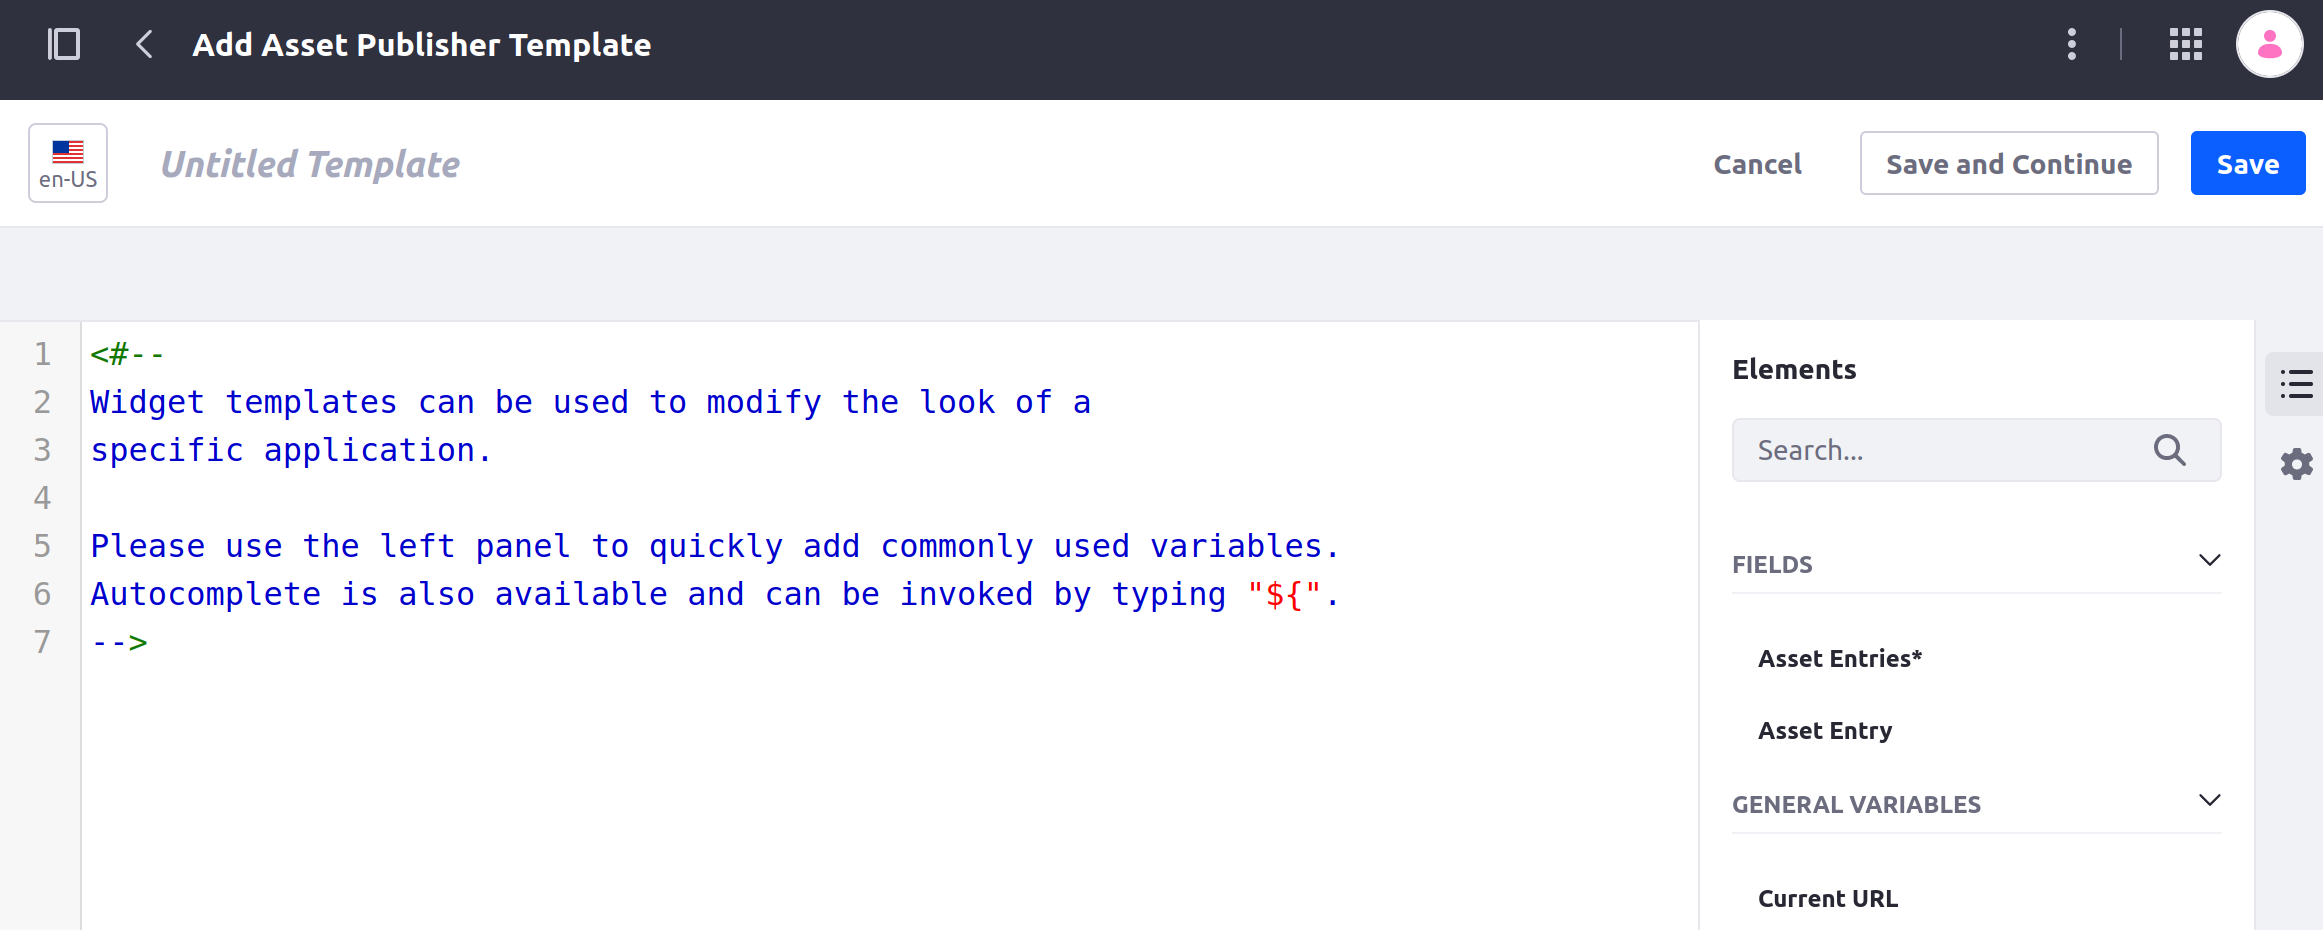 Add Asset Publisher Template
en-US
Untitled Template
Cancel
Save and Continue
Save
1 <#--
2 Widget templates can be used to modify the look of a
3 specific application.
4
5 Please use the left panel to quickly add commonly used variables.
6 Autocomplete is also available and can be invoked by typing "${".
7 -->
Elements
Search...
FIELDS
Asset Entries*
Asset Entry
GENERAL VARIABLES
Current URL